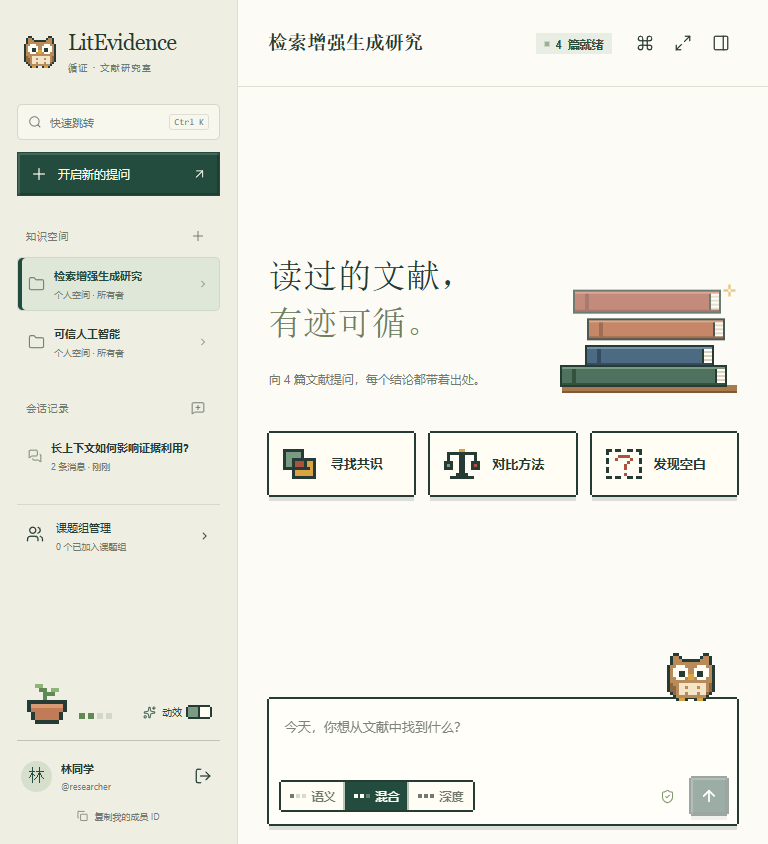 LitEvidence
循证 · 文献研究室
快速跳转
Ctrl K
开启新的提问
知识空间
检索增强生成研究
个人空间 · 所有者
可信人工智能
个人空间 · 所有者
会话记录
长上下文如何影响证据利用?
2 条消息 · 刚刚
课题组管理
0 个已加入课题组
动效
林
林同学
@researcher
复制我的成员 ID
检索增强生成研究
4 篇就绪
读过的文献，
有迹可循。
向 4 篇文献提问，每个结论都带着出处。
寻找共识
对比方法
发现空白
今天，你想从文献中找到什么?
语义
混合
深度